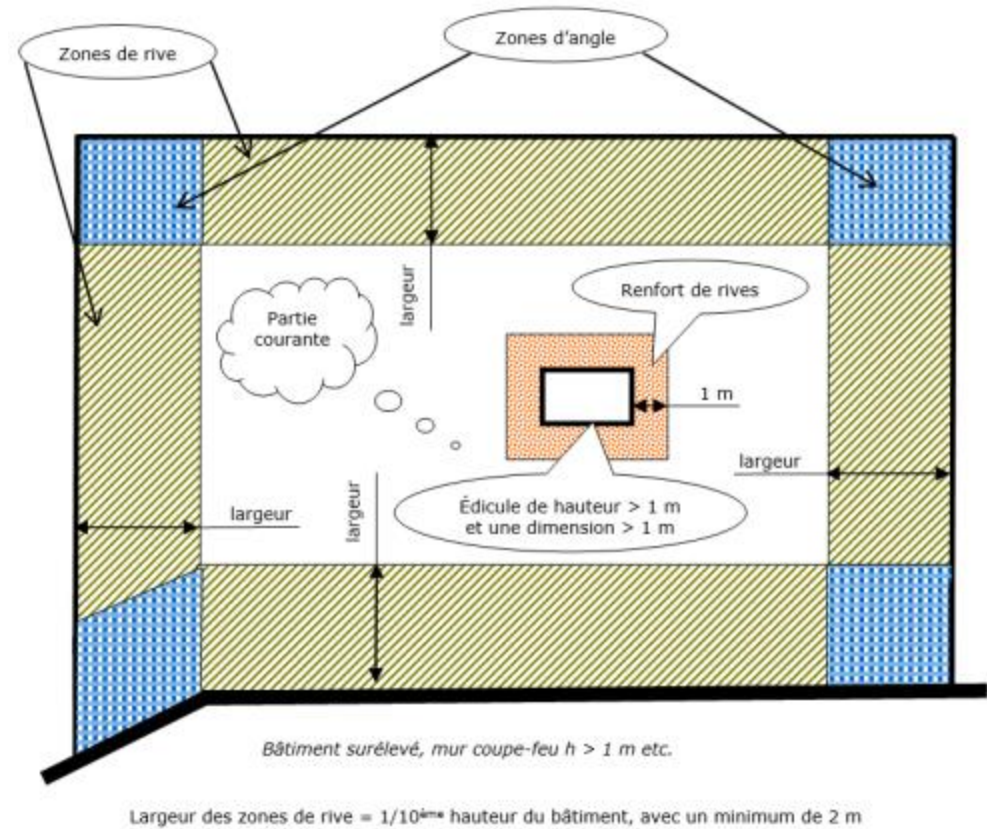 Zones de rive
Zones d'angle
largeur
Renfort de rives
Partie
courante
1 m
largeur
largeur
largeur
Édicule de hauteur > 1 m
et une dimension > 1 m
Bâtiment surélevé, mur coupe-feu h > 1 m etc.
Largeur des zones de rive = 1/10ème hauteur du bâtiment, avec un minimum de 2 m